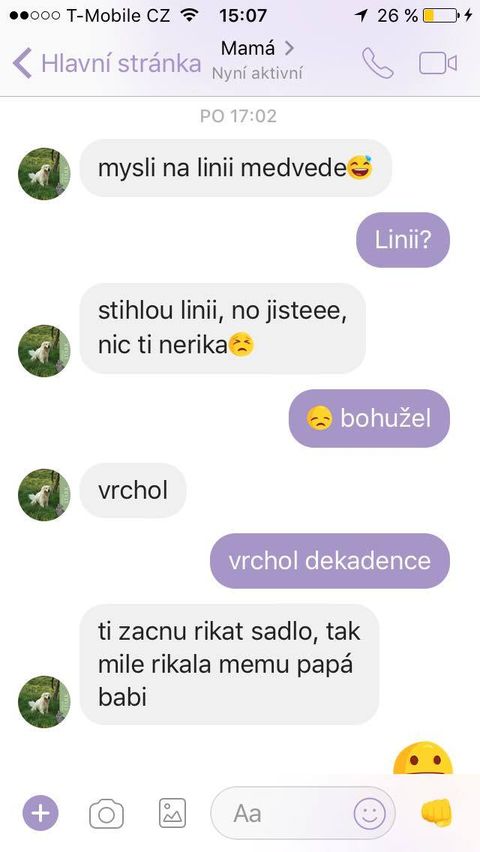 T-Mobile CZ 15:07 26 %
Hlavní stránka
Mamá
Nyní aktivní
PO 17:02
mysli na linii medvede😅
Linii?
stihlou linii, no jisteee,
nic ti nerika😣
😞 bohužel
vrchol
vrchol dekadence
ti zacnu rikat sadlo, tak
mile rikala memu papá
babi
Aa